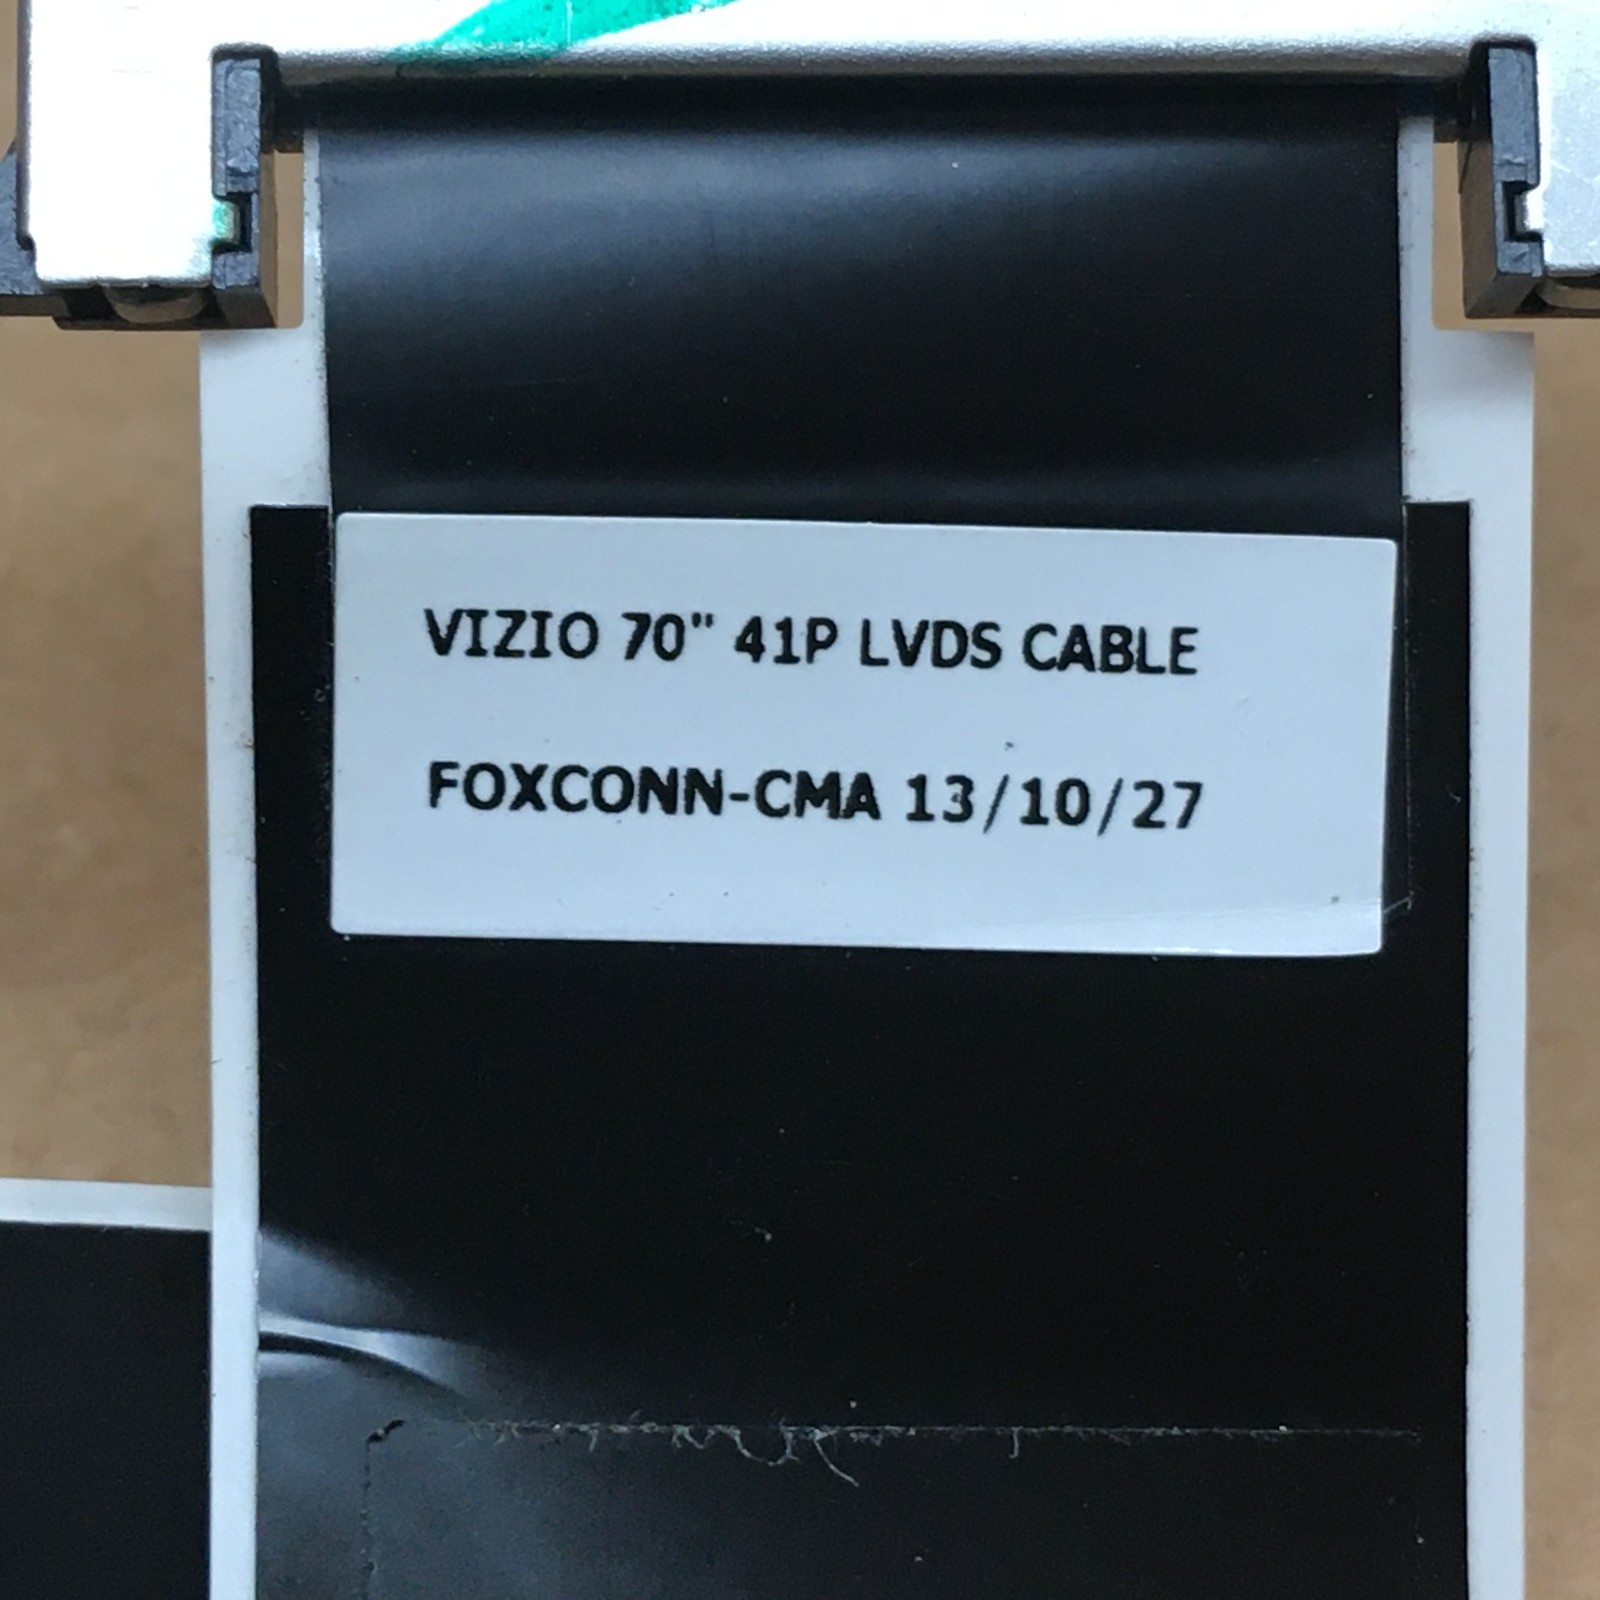 VIZIO 70" 41P LVDS CABLE
FOXCONN-CMA 13/10/27